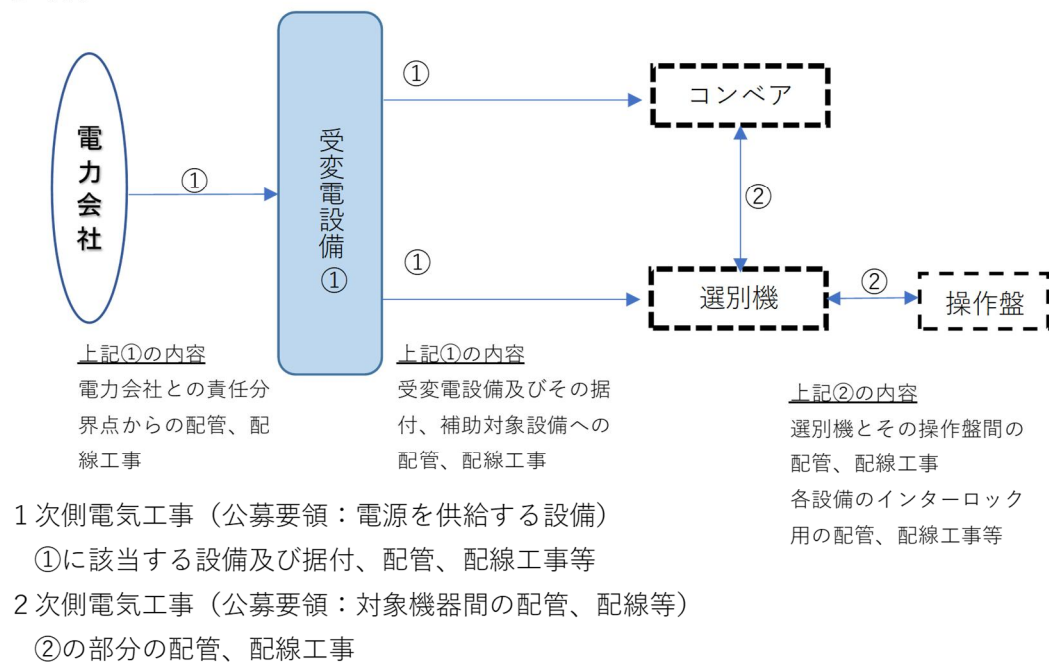 電力会社
①
受変電設備①
①
コンベア
②
①
選別機
②
操作盤
上記①の内容
電力会社との責任分
界点からの配管、配
線工事
上記①の内容
受変電設備及びその据
付、補助対象設備への
配管、配線工事
上記②の内容
選別機とその操作盤間の
配管、配線工事
各設備のインターロック
用の配管、配線工事等
1次側電気工事（公募要領：電源を供給する設備）
①に該当する設備及び据付、配管、配線工事等
2次側電気工事（公募要領：対象機器間の配管、配線等）
②の部分の配管、配線工事